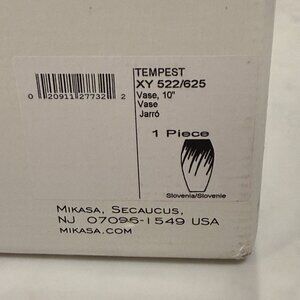 TEMPEST
XY 522/625
Vase, 10"
Vase
Jarró
0 20911 27732 2
1 Piece
Slovenia/Slovenie
MIKASA, SECAUCUS,
NJ 07096-1549 USA
MIKASA.COM